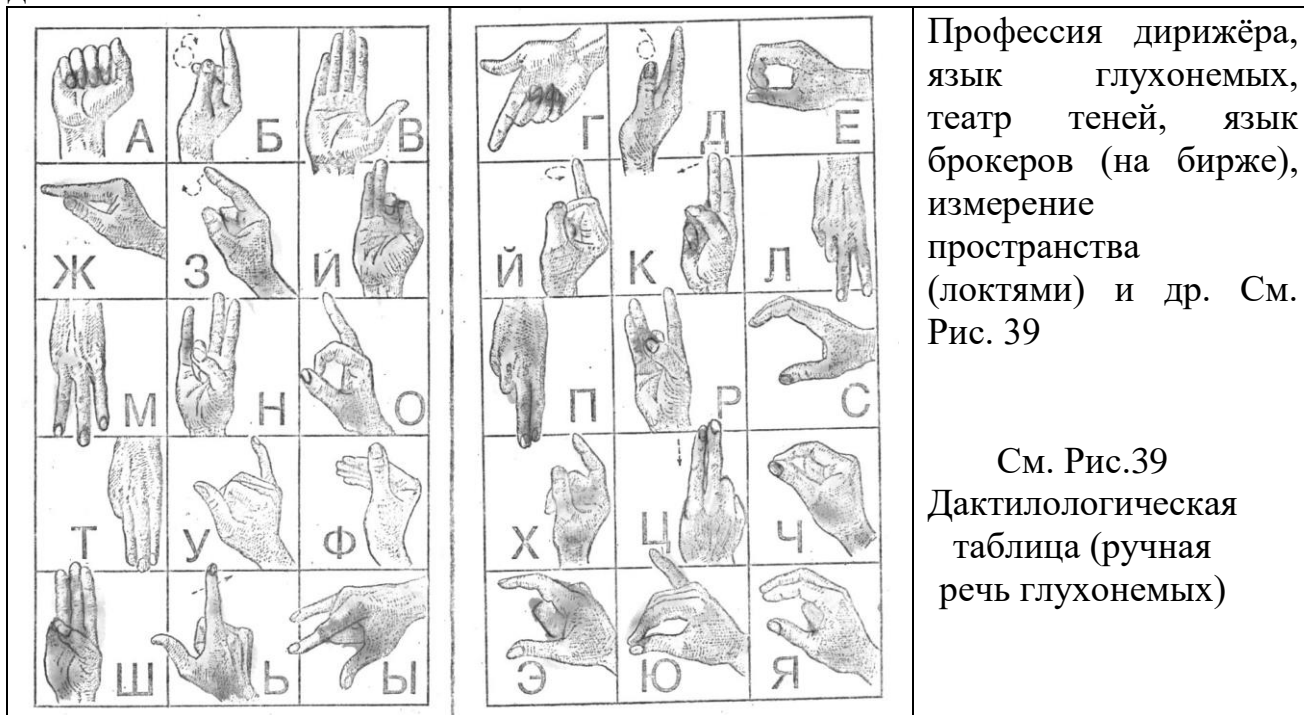 А Б В
Ж З И
М Н О
Т У Ф
Ш Ь Ы
Г Д Е
Й К Л
П Р С
Х Ц Ч
Э Ю Я
Профессия дирижёра,
язык глухонемых,
театр теней, язык
брокеров (на бирже),
измерение
пространства
(локтями) и др. См.
Рис. 39
См. Рис.39
Дактилологическая
таблица (ручная
речь глухонемых)